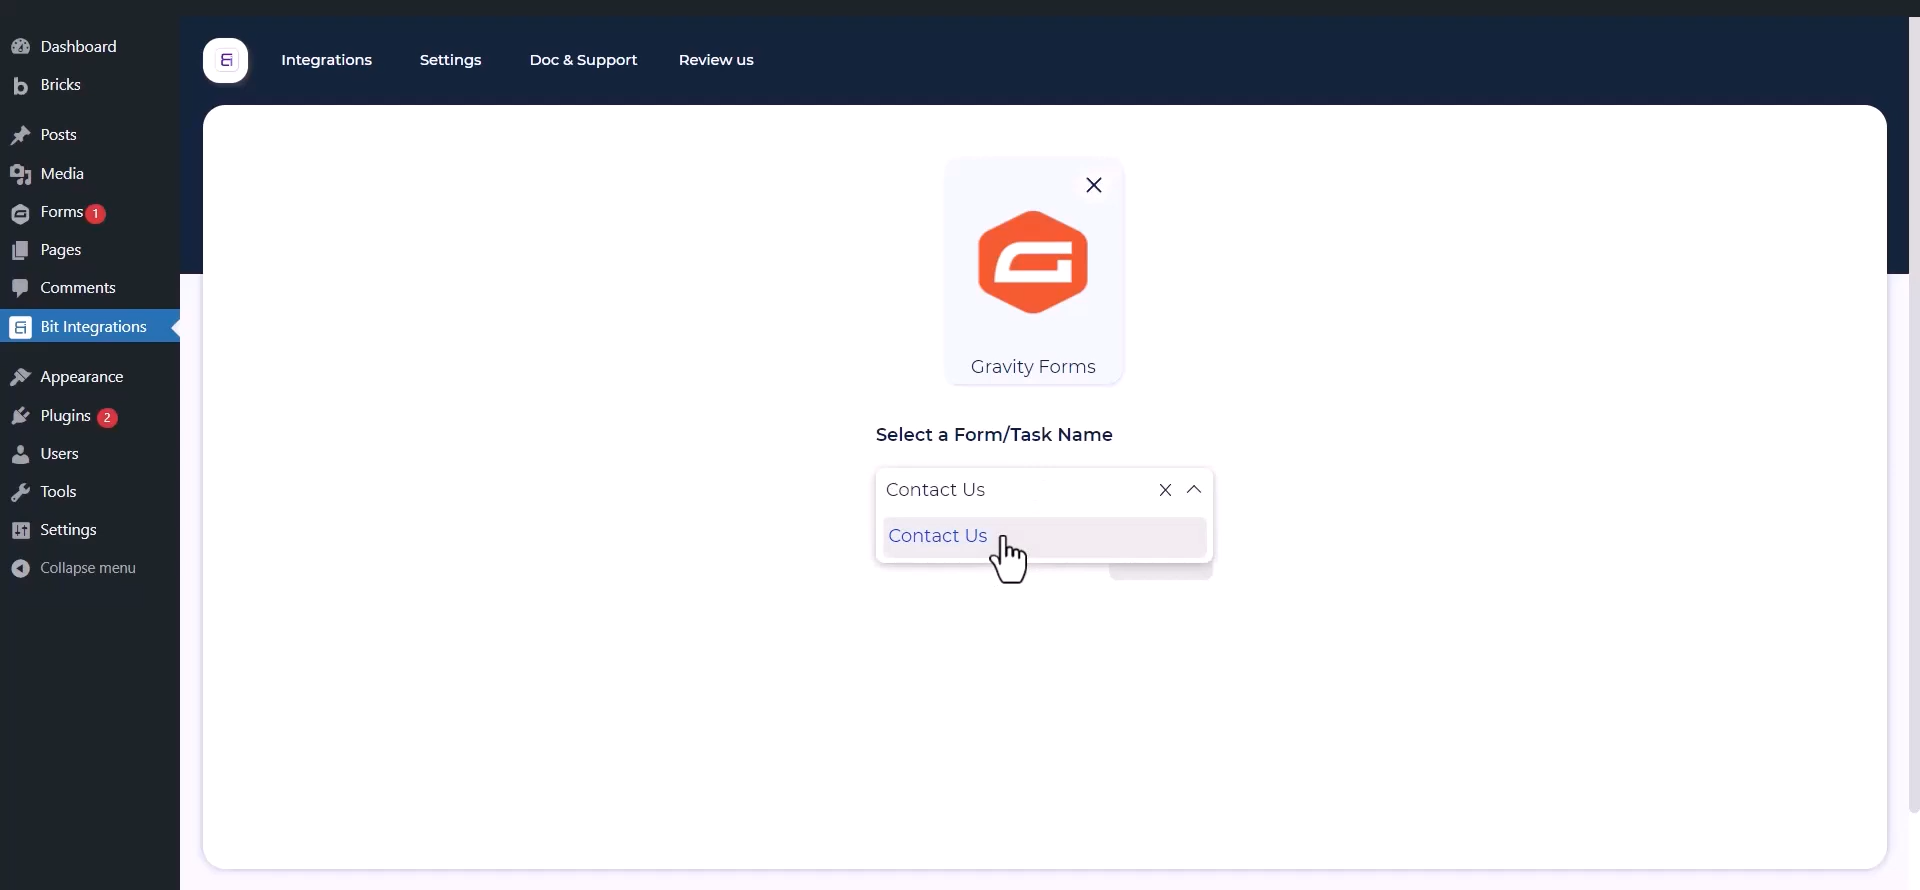 Dashboard
Bricks
Posts
Media
Forms 1
Pages
Comments
Bit Integrations
Appearance
Plugins 2
Users
Tools
Settings
Collapse menu
Integrations
Settings
Doc & Support
Review us
Gravity Forms
Select a Form/Task Name
Contact Us
Contact Us